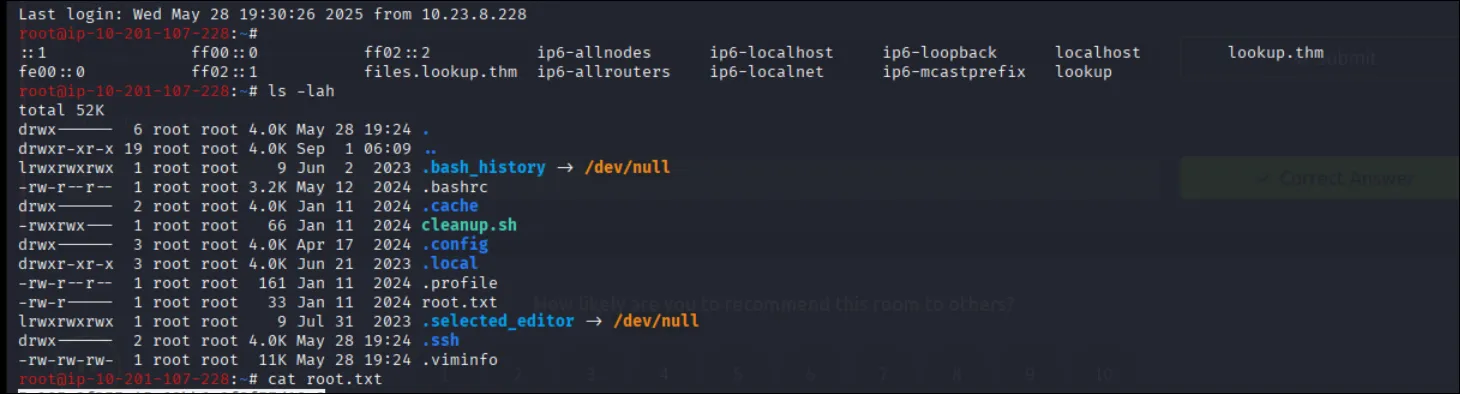 Last login: Wed May 28 19:30:26 2025 from 10.23.8.228
root@ip-10-201-107-228:~#
::1 ff00::0 ff02::2 ip6-allnodes ip6-localhost ip6-loopback localhost lookup.thm
fe00::0 ff02::1 files.lookup.thm ip6-allrouters ip6-localnet ip6-mcastprefix lookup
Submit
root@ip-10-201-107-228:~# ls -lah
total 52K
drwx------ 6 root root 4.0K May 28 19:24 .
drwxr-xr-x 19 root root 4.0K Sep 1 06:09 ..
lrwxrwxrwx 1 root root 9 Jun 2 2023 .bash_history -> /dev/null
-rw-r--r-- 1 root root 3.2K May 12 2024 .bashrc
Correct Answer
drwx------ 2 root root 4.0K Jan 11 2024 .cache
-rwxrwx--- 1 root root 66 Jan 11 2024 cleanup.sh
drwx------ 3 root root 4.0K Apr 17 2024 .config
drwxr-xr-x 3 root root 4.0K Jun 21 2023 .local
-rw-r--r-- 1 root root 161 Jan 11 2024 .profile
-rw-r----- 1 root root 33 Jan 11 2024 root.txt
How likely are you to recommend this room to others?
lrwxrwxrwx 1 root root 9 Jul 31 2023 .selected_editor -> /dev/null
drwx------ 2 root root 4.0K May 28 19:24 .ssh
-rw-rw-rw- 1 root root 11K May 28 19:24 .viminfo
1 2 3 4 5 6 7 8 9 10
root@ip-10-201-107-228:~# cat root.txt